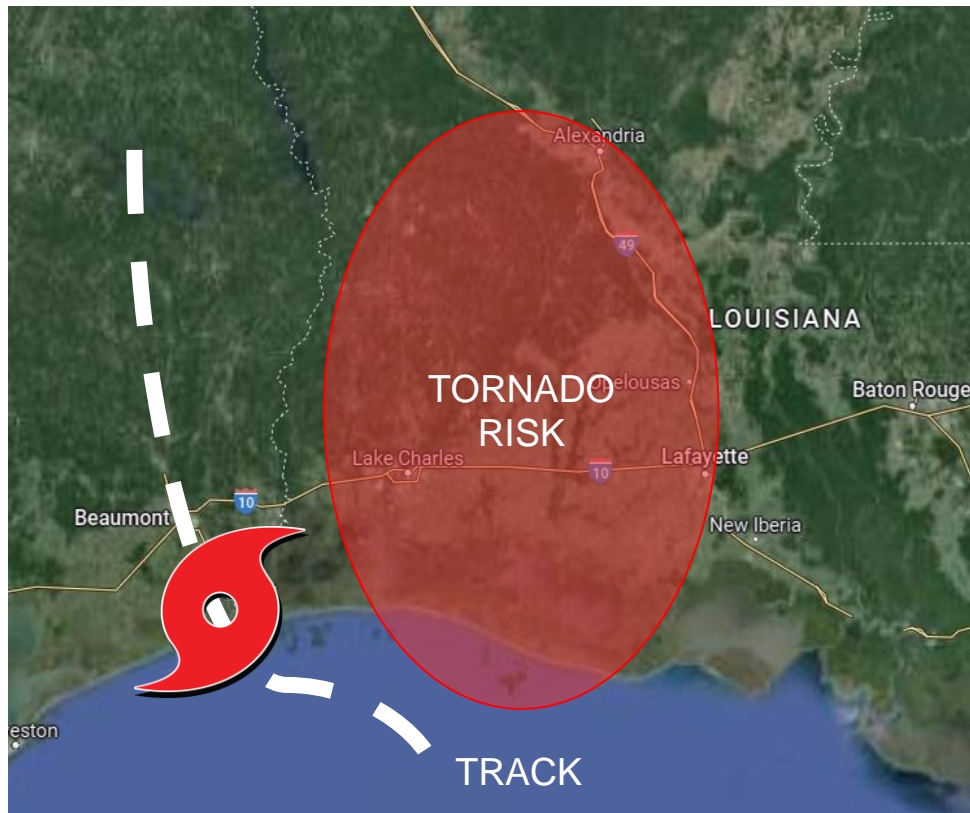 Alexandria
49
LOUISIANA
TORNADO
RISK
Opelousas
Baton Rouge
Lake Charles
10
Lafayette
10
Beaumont
New Iberia
eston
TRACK